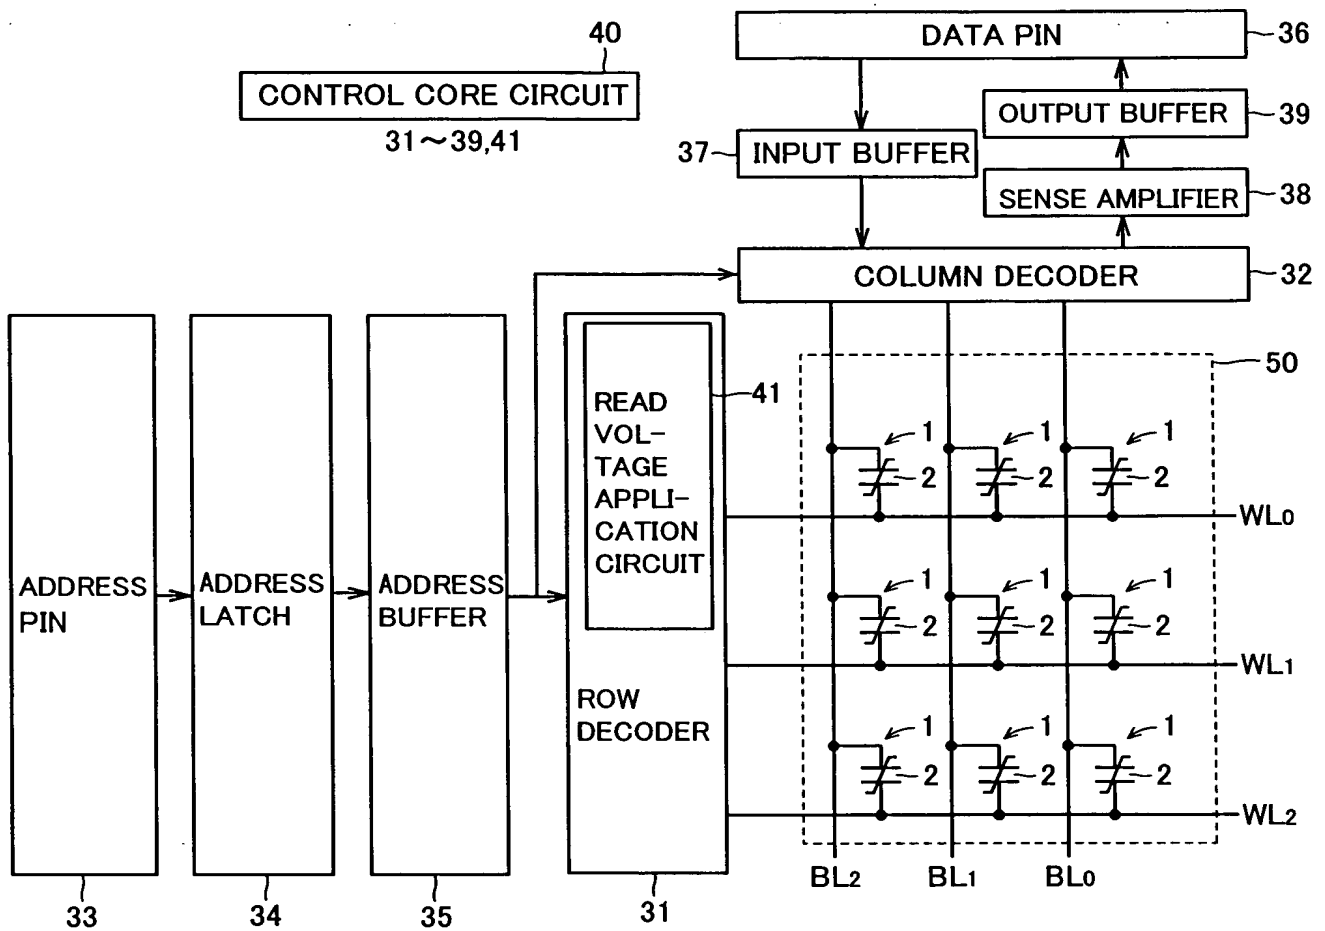 40
CONTROL CORE CIRCUIT
31~39,41
DATA PIN
36
OUTPUT BUFFER
39
37
INPUT BUFFER
SENSE AMPLIFIER
38
COLUMN DECODER
32
50
READ
VOL-
TAGE
APPLI-
CATION
CIRCUIT
41
ADDRESS
PIN
ADDRESS
LATCH
ADDRESS
BUFFER
ROW
DECODER
1
1
1
2
2
2
WL0
1
1
1
2
2
2
WL1
1
1
1
2
2
2
WL2
BL2
BL1
BL0
33
34
35
31